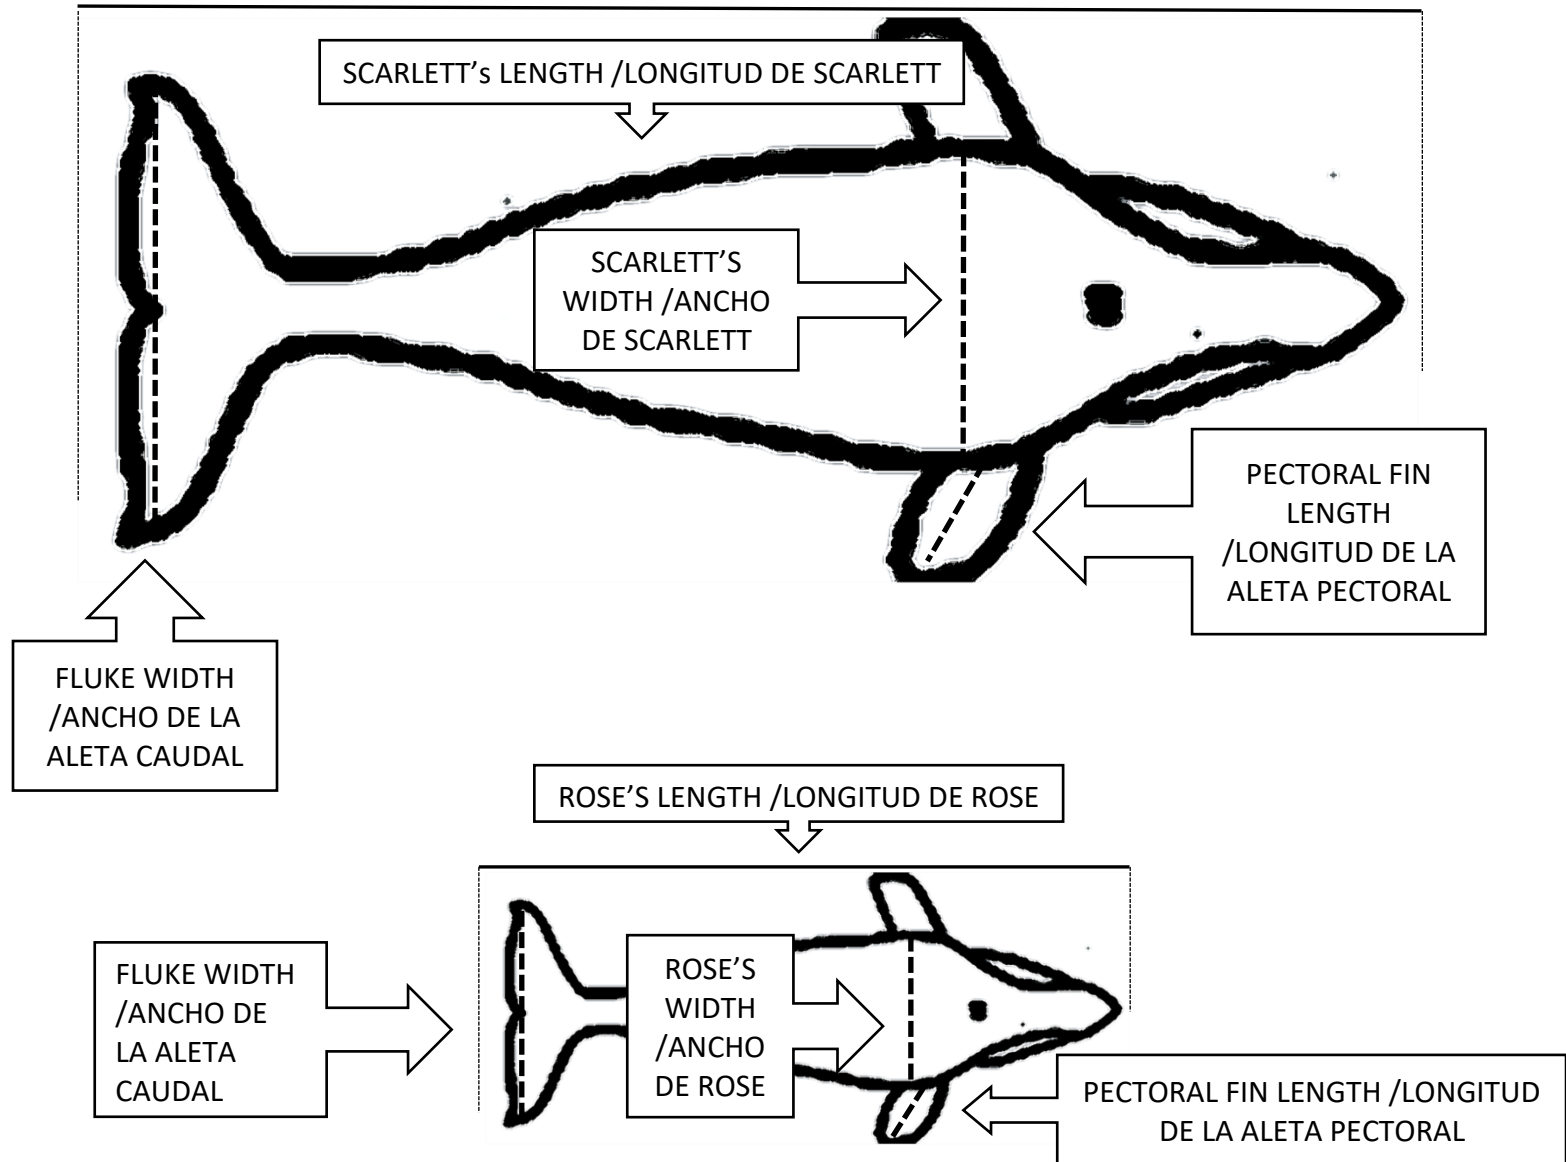 SCARLETT's LENGTH /LONGITUD DE SCARLETT
SCARLETT'S
WIDTH /ANCHO
DE SCARLETT
PECTORAL FIN
LENGTH
/LONGITUD DE LA
ALETA PECTORAL
FLUKE WIDTH
/ANCHO DE LA
ALETA CAUDAL
ROSE'S LENGTH /LONGITUD DE ROSE
FLUKE WIDTH
/ANCHO DE
LA ALETA
CAUDAL
ROSE'S
WIDTH
/ANCHO
DE ROSE
PECTORAL FIN LENGTH /LONGITUD
DE LA ALETA PECTORAL